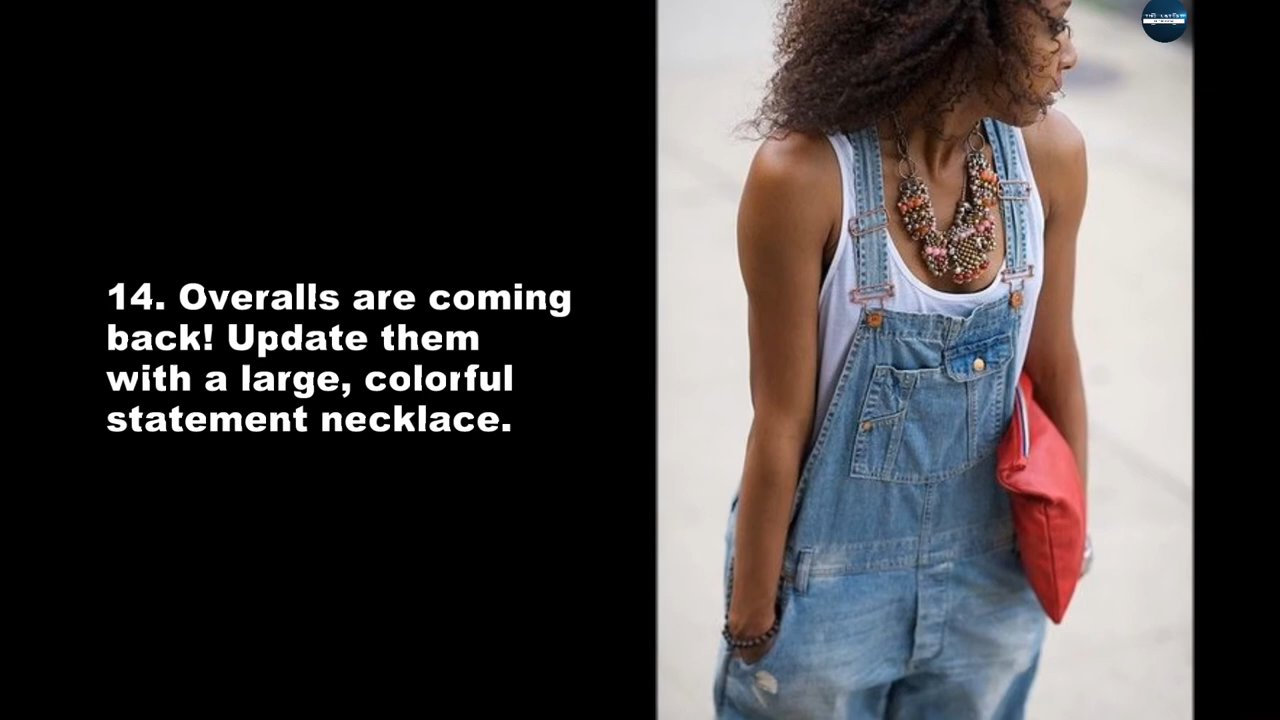 14. Overalls are coming
back! Update them
with a large, colorful
statement necklace.